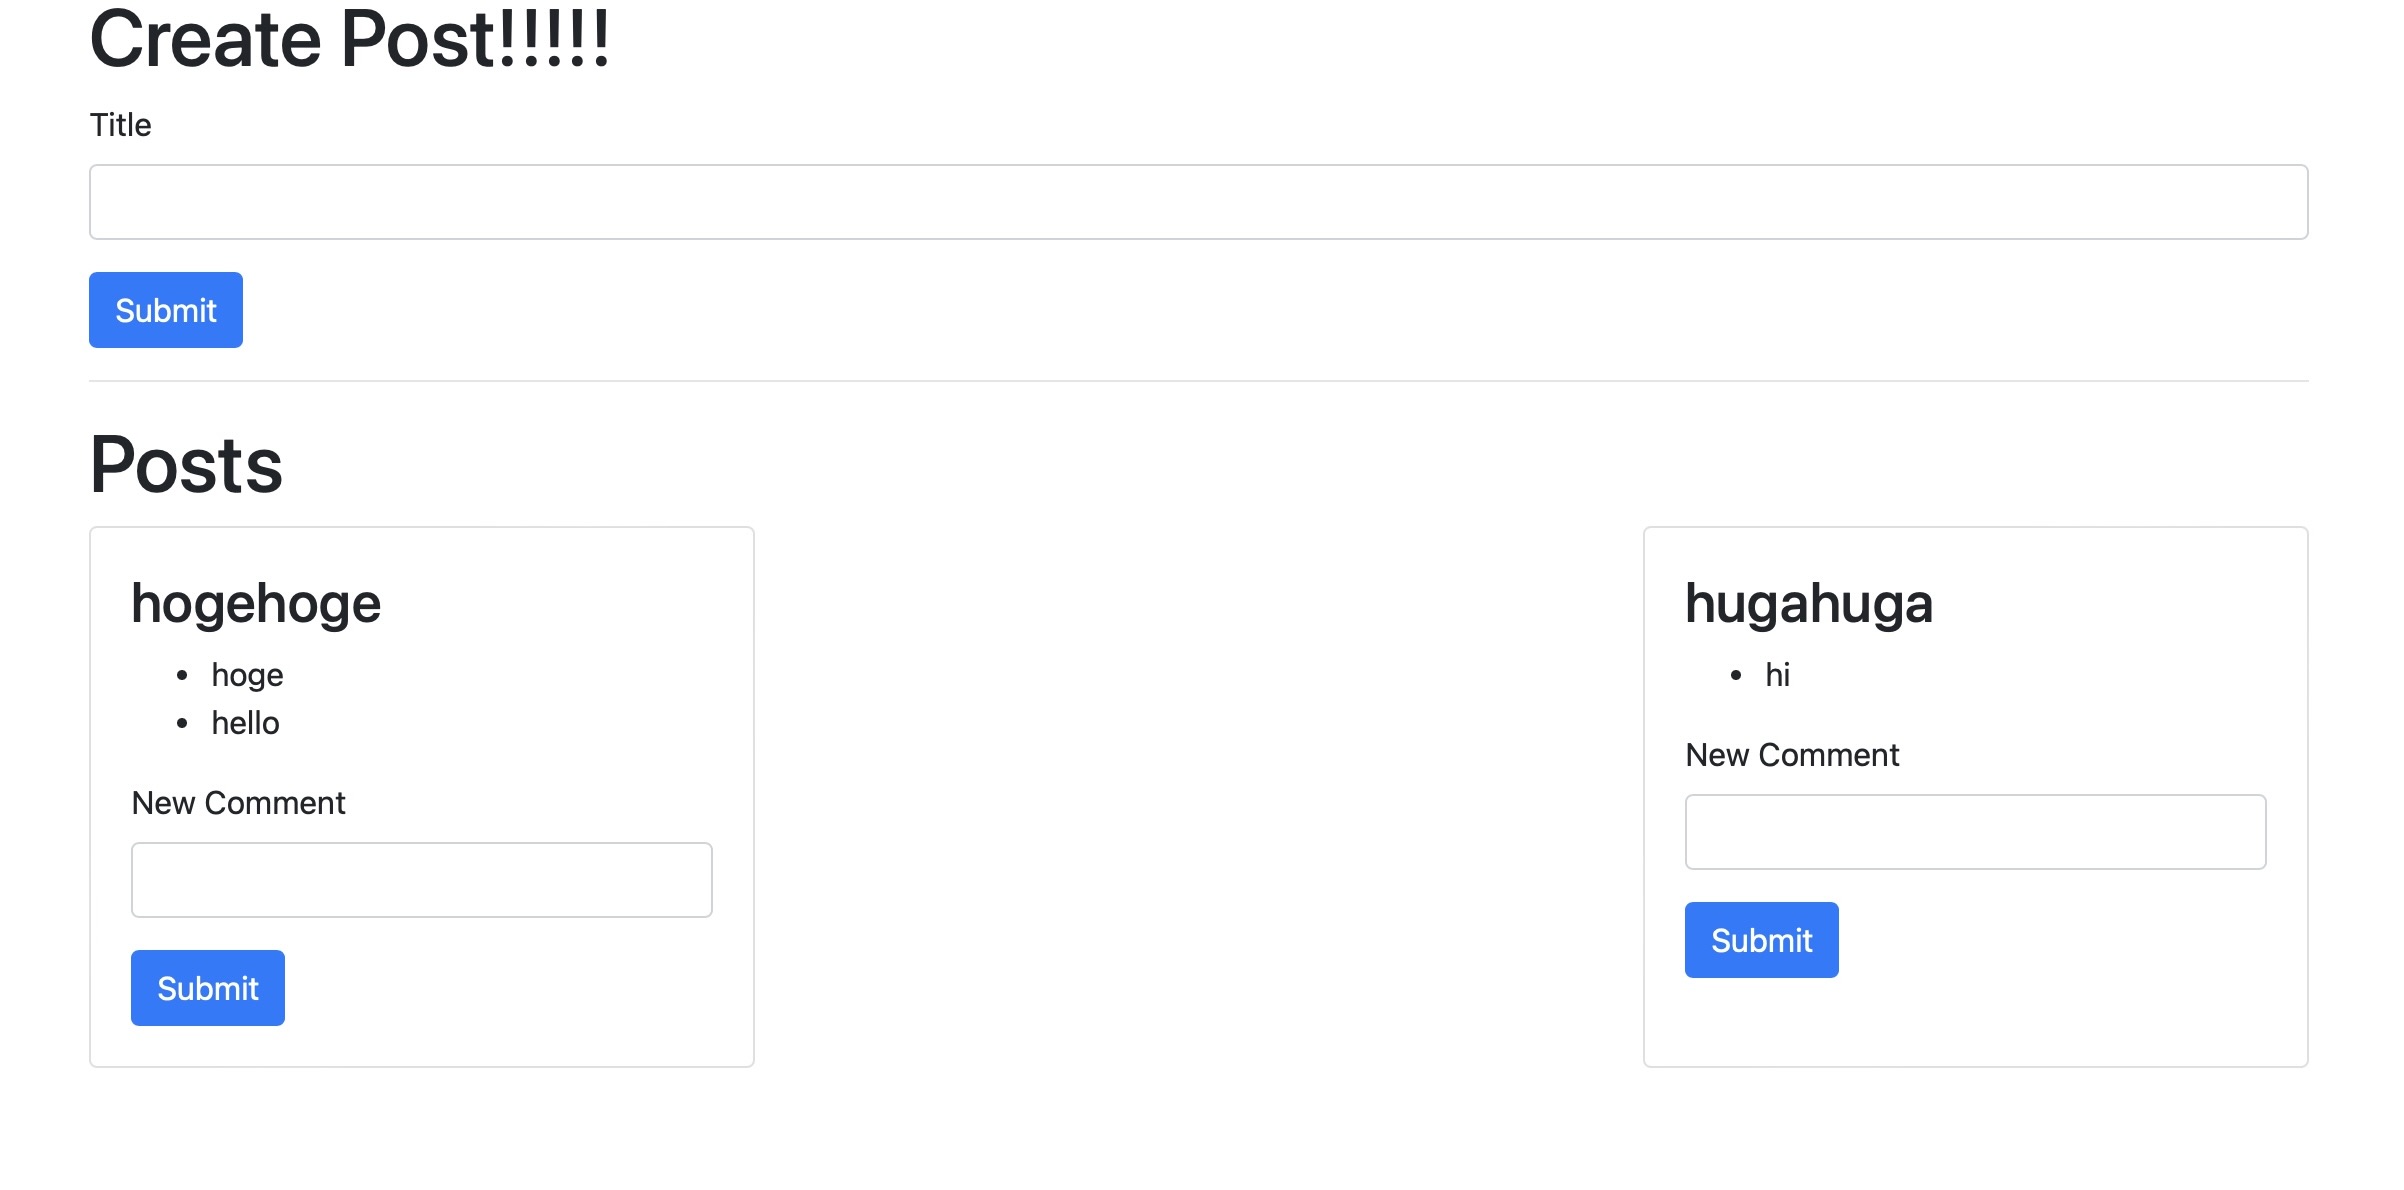 Create Post!!!!!
Title
Submit
Posts
hogehoge
• hoge
• hello
New Comment
Submit
hugahuga
• hi
New Comment
Submit